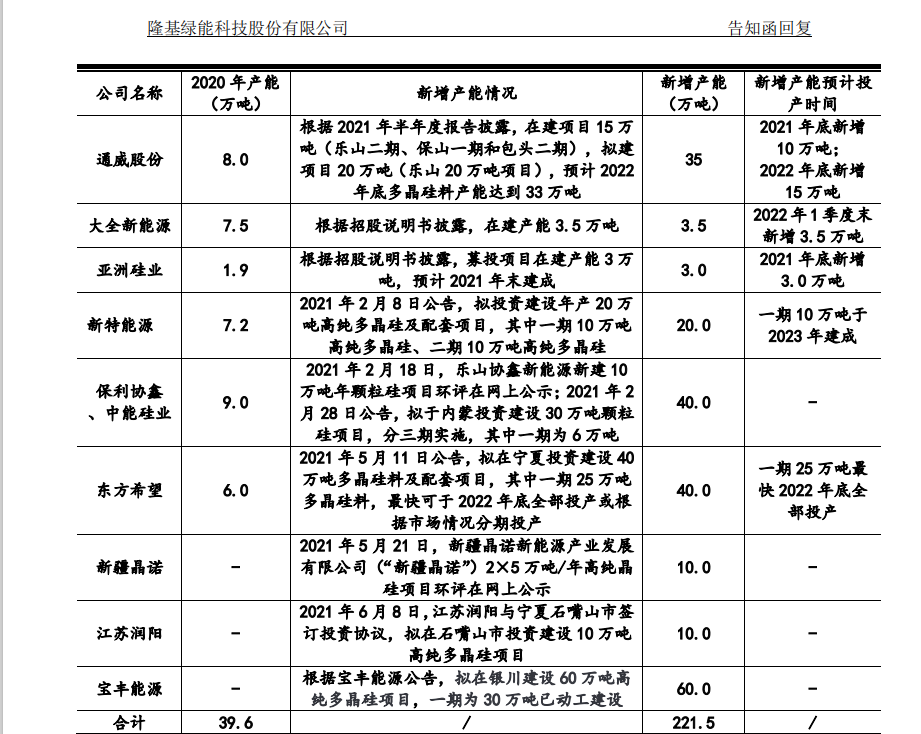 隆基绿能科技股份有限公司 告知函回复
公司名称
2020 年产能
（万吨）
新增产能情况
新增产能
（万吨）
新增产能预计投
产时间
通威股份
8.0
根据 2021 年半年度报告披露，在建项目 15 万
吨（乐山二期、保山一期和包头二期），拟建
项目 20 万吨（乐山 20 万吨项目），预计 2022
年底多晶硅料产能达到 33 万吨
35
2021 年底新增
10 万吨；
2022 年底新增
15 万吨
大全新能源
7.5
根据招股说明书披露，在建产能 3.5 万吨
3.5
2022 年 1 季度末
新增 3.5 万吨
亚洲硅业
1.9
根据招股说明书披露，募投项目在建产能 3 万
吨，预计 2021 年末建成
3.0
2021 年底新增
3.0 万吨
新特能源
7.2
2021 年 2 月 8 日公告，拟投资建设年产 20 万
吨高纯多晶硅及配套项目，其中一期 10 万吨
高纯多晶硅、二期 10 万吨高纯多晶硅
20.0
一期 10 万吨于
2023 年建成
保利协鑫
、中能硅业
9.0
2021 年 2 月 18 日，乐山协鑫新能源新建 10
万吨年颗粒硅项目环评在网上公示；2021 年 2
月 28 日公告，拟于内蒙投资建设 30 万吨颗粒
硅项目，分三期实施，其中一期为 6 万吨
40.0
-
东方希望
6.0
2021 年 5 月 11 日公告，拟在宁夏投资建设 40
万吨多晶硅料及配套项目，其中一期 25 万吨
多晶硅料，最快可于 2022 年底全部投产或根
据市场情况分期投产
40.0
一期 25 万吨最
快 2022 年底全
部投产
新疆晶诺
-
2021 年 5 月 21 日，新疆晶诺新能源产业发展
有限公司（“新疆晶诺”）2×5 万吨/年高纯晶
硅项目环评在网上公示
10.0
-
江苏润阳
-
2021 年 6 月 8 日,江苏润阳与宁夏石嘴山市签
订投资协议，拟在石嘴山市投资建设 10 万吨
高纯多晶硅项目
10.0
-
宝丰能源
-
根据宝丰能源公告，拟在银川建设 60 万吨高
纯多晶硅项目，一期为 30 万吨已动工建设
60.0
-
合计
39.6
/
221.5
/